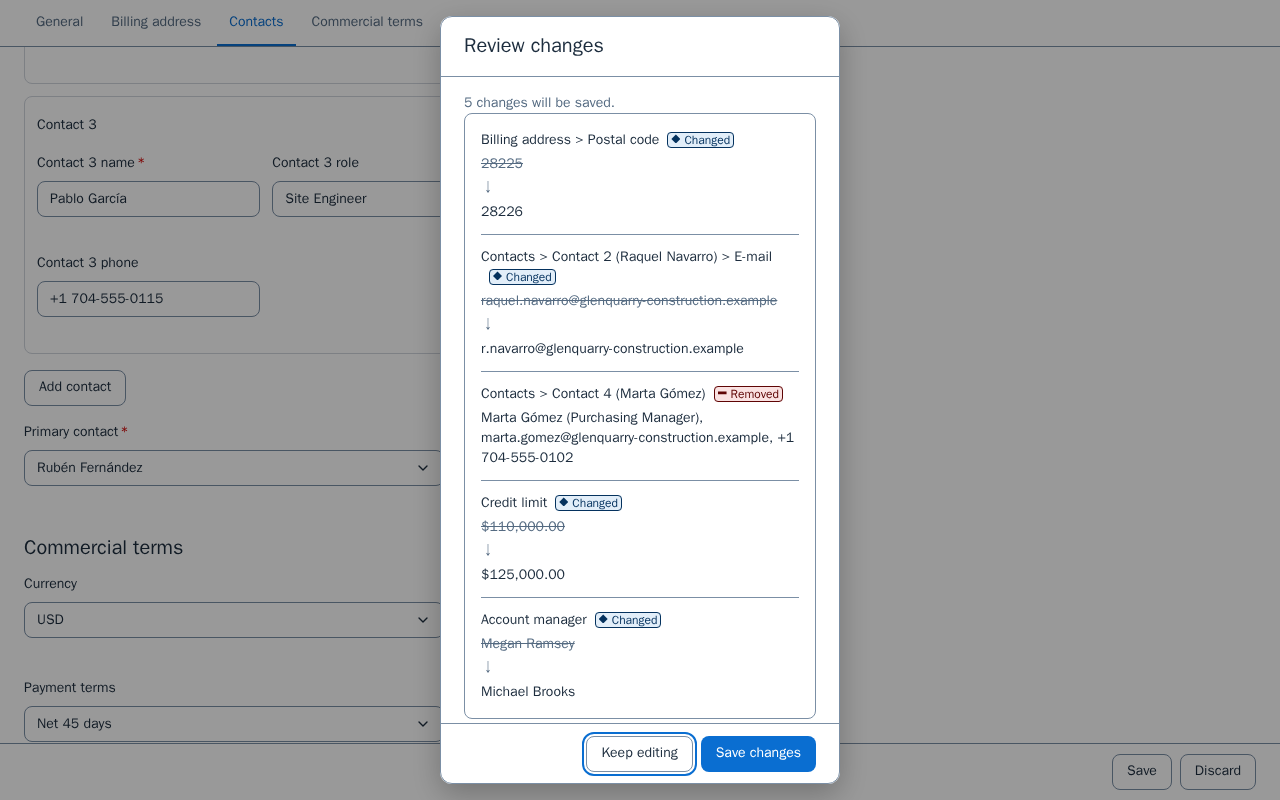 General
Billing address
Contacts
Commercial terms
Contact 3
Contact 3 name *
Contact 3 role
Pablo García
Site Engineer
Contact 3 phone
+1 704-555-0115
Add contact
Primary contact *
Rubén Fernández
Commercial terms
Currency
USD
Payment terms
Net 45 days
Save
Discard
Review changes
5 changes will be saved.
Billing address > Postal code Changed
28225
↓
28226
Contacts > Contact 2 (Raquel Navarro) > E-mail
Changed
raquel.navarro@glenquarry-construction.example
↓
r.navarro@glenquarry-construction.example
Contacts > Contact 4 (Marta Gómez) Removed
Marta Gómez (Purchasing Manager),
marta.gomez@glenquarry-construction.example, +1
704-555-0102
Credit limit Changed
$110,000.00
↓
$125,000.00
Account manager Changed
Megan Ramsey
↓
Michael Brooks
Keep editing
Save changes